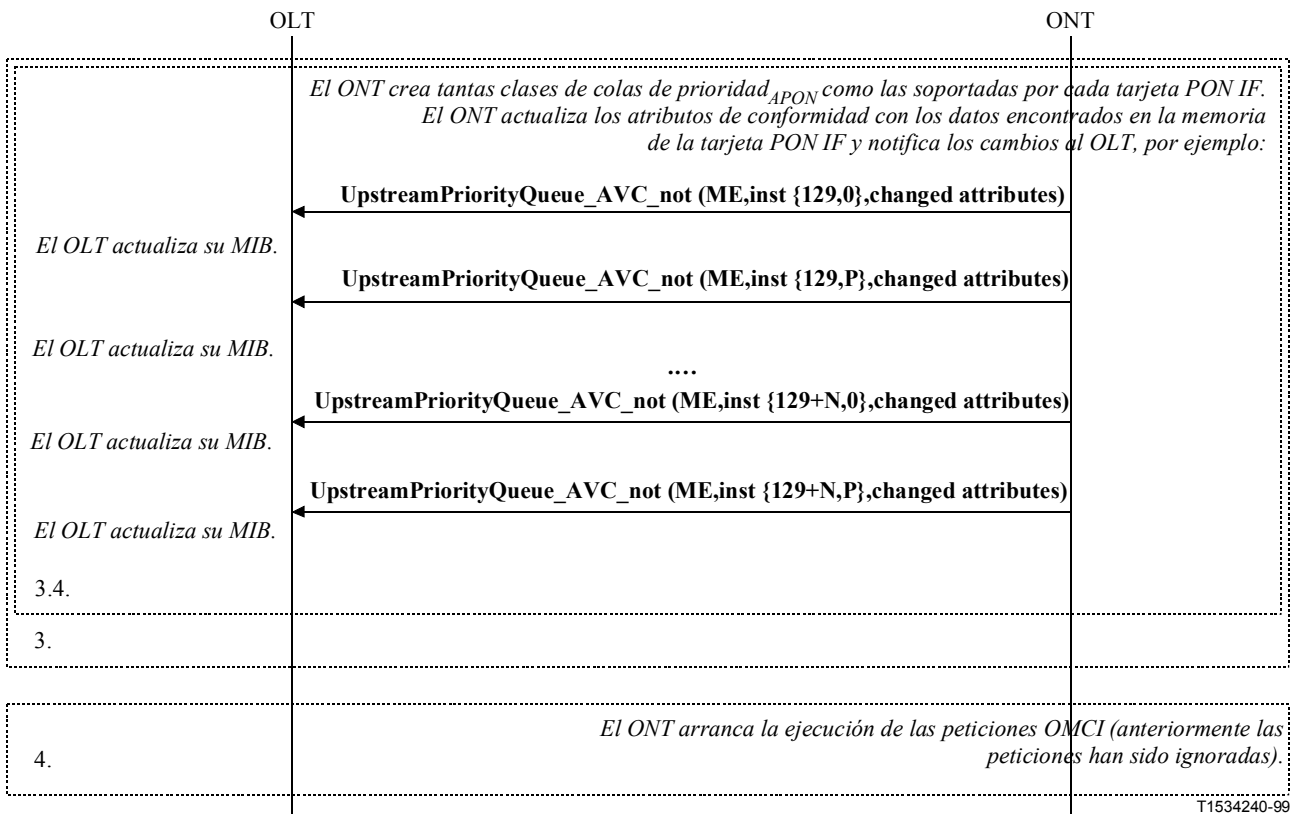 OLT ONT
El ONT crea tantas clases de colas de prioridadAPON como las soportadas por cada tarjeta PON IF.
El ONT actualiza los atributos de conformidad con los datos encontrados en la memoria
de la tarjeta PON IF y notifica los cambios al OLT, por ejemplo:
UpstreamPriorityQueue_AVC_not (ME,inst {129,0},changed attributes)
El OLT actualiza su MIB.
UpstreamPriorityQueue_AVC_not (ME,inst {129,P},changed attributes)
El OLT actualiza su MIB.
....
UpstreamPriorityQueue_AVC_not (ME,inst {129+N,0},changed attributes)
El OLT actualiza su MIB.
UpstreamPriorityQueue_AVC_not (ME,inst {129+N,P},changed attributes)
El OLT actualiza su MIB.
3.4.
3.
El ONT arranca la ejecución de las peticiones OMCI (anteriormente las
peticiones han sido ignoradas).
4.
T1534240-99